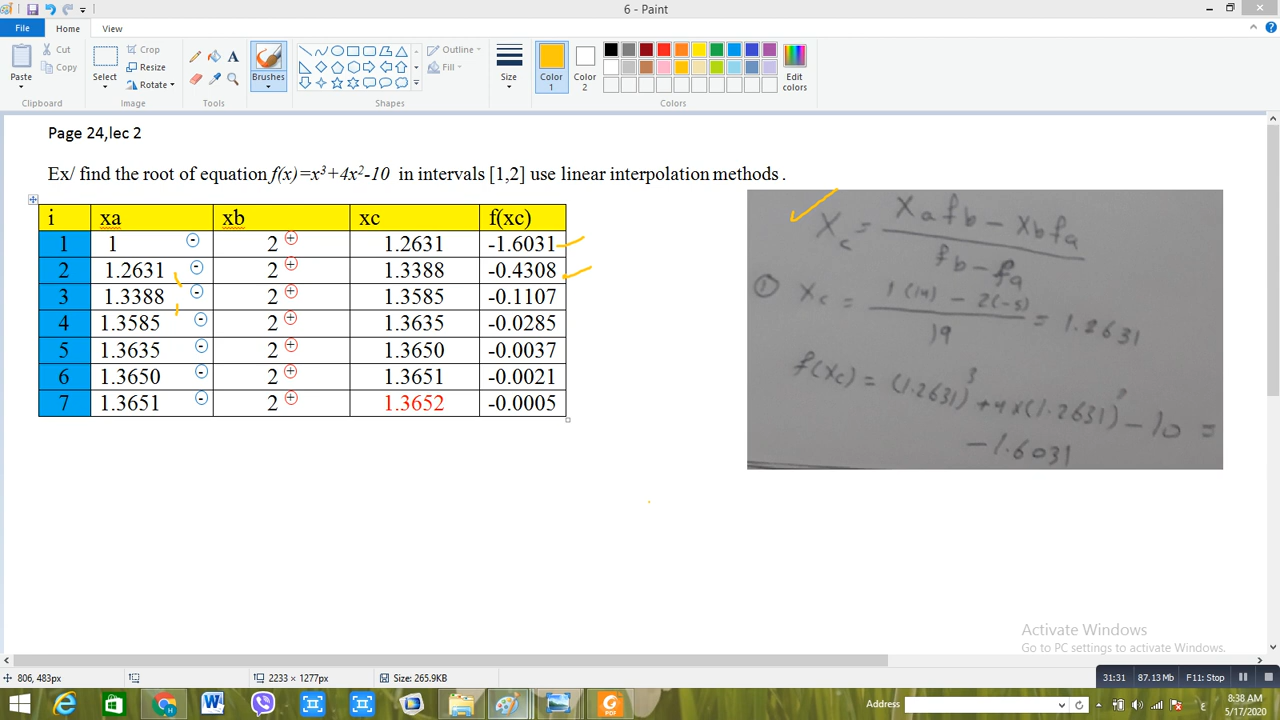 6 - Paint
File Home View
Paste Cut Copy Clipboard
Select Crop Resize Rotate Image
A Tools
Brushes
Outline Fill Shapes
Size
Color 1 Color 2 Edit colors Colors
Page 24,lec 2
Ex/ find the root of equation f(x)=x³+4x²-10 in intervals [1,2] use linear interpolation methods .
i xa xb xc f(xc)
1 1 - 2 + 1.2631 -1.6031
2 1.2631 - 2 + 1.3388 -0.4308
3 1.3388 - 2 + 1.3585 -0.1107
4 1.3585 - 2 + 1.3635 -0.0285
5 1.3635 - 2 + 1.3650 -0.0037
6 1.3650 - 2 + 1.3651 -0.0021
7 1.3651 - 2 + 1.3652 -0.0005
Xc = Xa fb - Xb fa / fb - fa
① Xc = 1(14) - 2(-5) / 19 = 1.2631
f(Xc) = (1.2631)³ + 4x(1.2631)² - 10 =
-1.6031
Activate Windows
Go to PC settings to activate Windows.
806, 483px 2233 × 1277px Size: 265.9KB
31:31 87.13 Mb F11: Stop
Address
ع
8:38 AM
5/17/2020